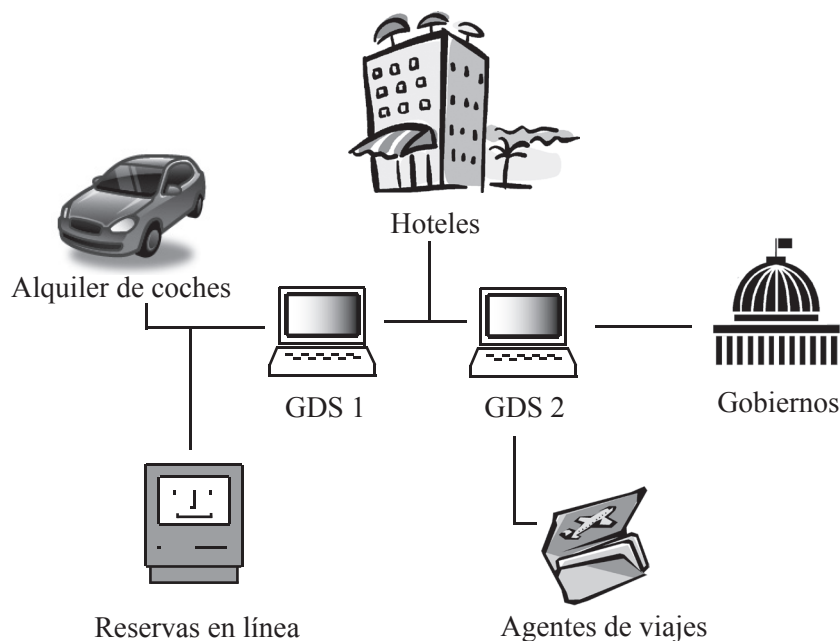 Hoteles
Alquiler de coches
GDS 1
GDS 2
Gobiernos
Reservas en línea
Agentes de viajes